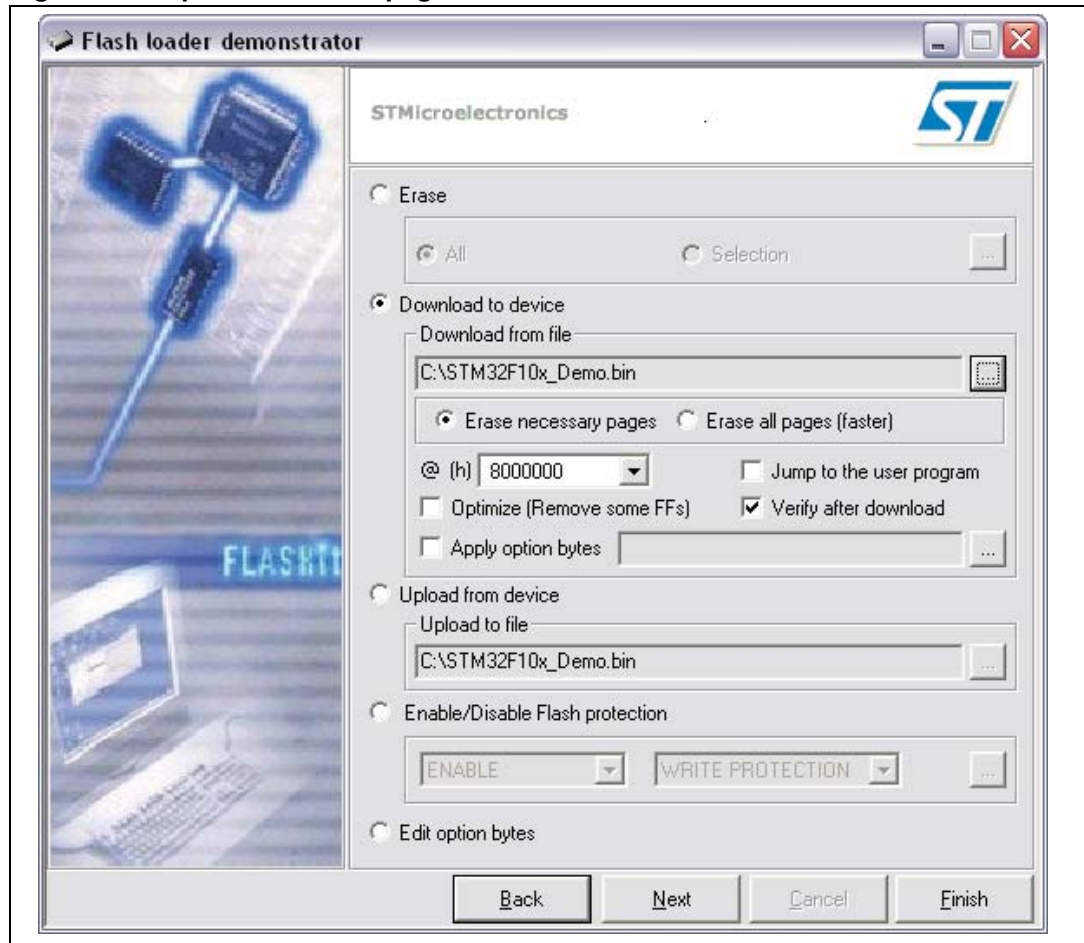 Flash loader demonstrator
STMicroelectronics
ST
Erase
All
Selection
...
Download to device
Download from file
C:\STM32F10x_Demo.bin
...
Erase necessary pages
Erase all pages (faster)
@ (h) 8000000
Jump to the user program
Optimize (Remove some FFs)
Verify after download
Apply option bytes
...
Upload from device
Upload to file
C:\STM32F10x_Demo.bin
...
Enable/Disable Flash protection
ENABLE
WRITE PROTECTION
...
Edit option bytes
Back
Next
Cancel
Finish